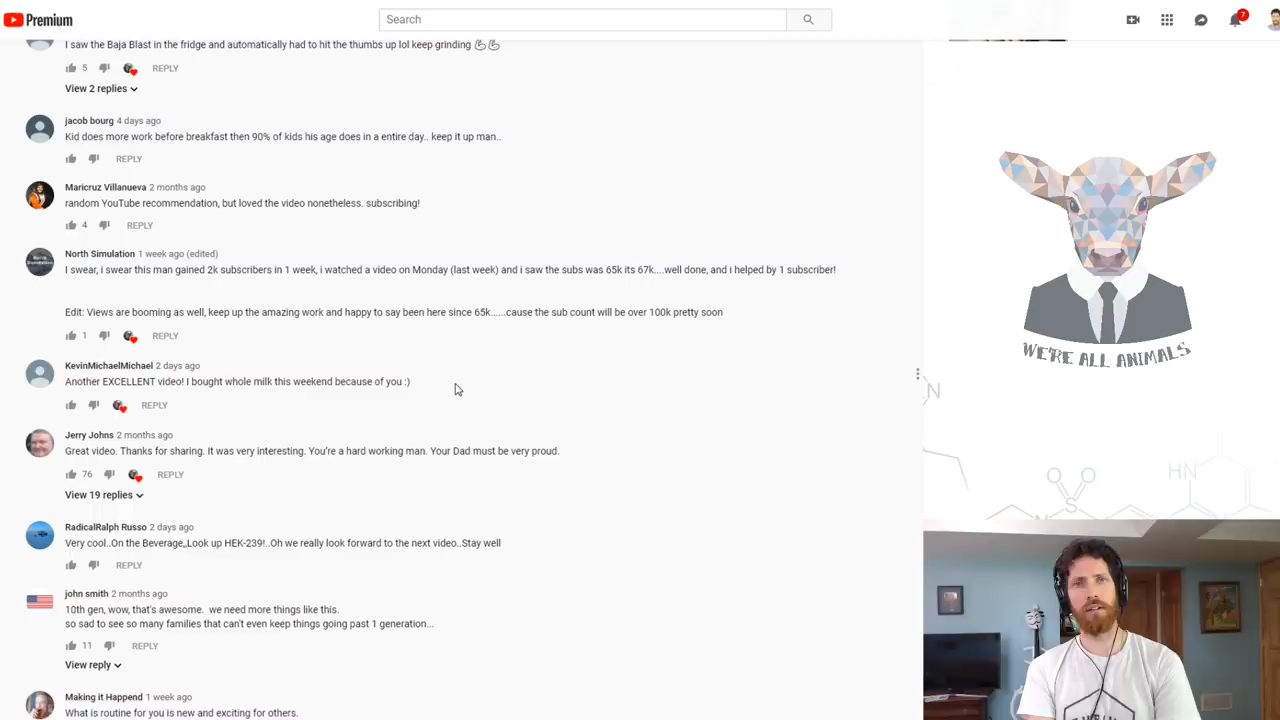 Premium
Search
7
I saw the Baja Blast in the fridge and automatically had to hit the thumbs up lol keep grinding 💪💪
5 REPLY
View 2 replies
jacob bourg 4 days ago
Kid does more work before breakfast then 90% of kids his age does in a entire day.. keep it up man..
REPLY
Maricruz Villanueva 2 months ago
random YouTube recommendation, but loved the video nonetheless. subscribing!
4 REPLY
North Simulation 1 week ago (edited)
I swear, i swear this man gained 2k subscribers in 1 week, i watched a video on Monday (last week) and i saw the subs was 65k its 67k....well done, and i helped by 1 subscriber!
Edit: Views are booming as well, keep up the amazing work and happy to say been here since 65k......cause the sub count will be over 100k pretty soon
1 REPLY
KevinMichaelMichael 2 days ago
Another EXCELLENT video! I bought whole milk this weekend because of you :)
REPLY
Jerry Johns 2 months ago
Great video. Thanks for sharing. It was very interesting. You're a hard working man. Your Dad must be very proud.
76 REPLY
View 19 replies
RadicalRalph Russo 2 days ago
Very cool..On the Beverage,,Look up HEK-239!..Oh we really look forward to the next video..Stay well
REPLY
john smith 2 months ago
10th gen, wow, that's awesome. we need more things like this.
so sad to see so many families that can't even keep things going past 1 generation...
11 REPLY
View reply
Making it Happend 1 week ago
What is routine for you is new and exciting for others.
WE'RE ALL ANIMALS
N
O O
S
HN